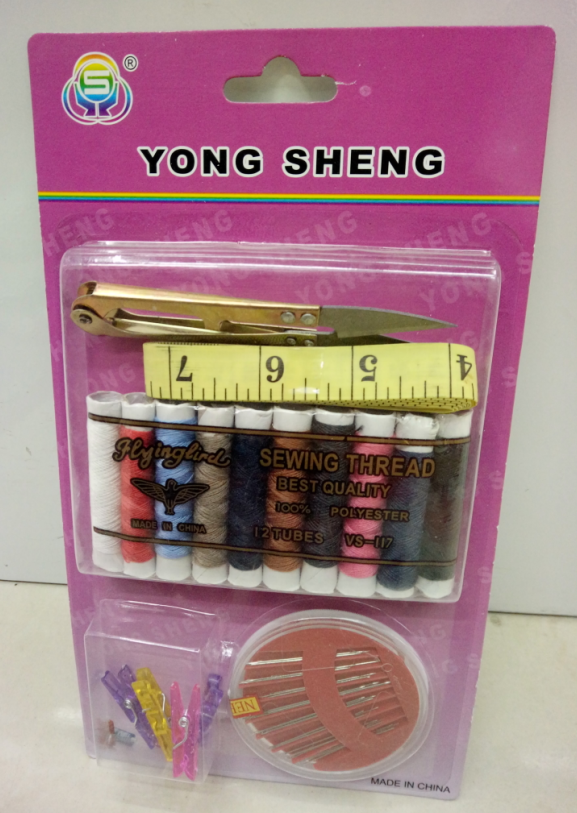 S ®
YONG SHENG
7 6 5 4
Flyingbird
SEWING THREAD
BEST QUALITY
100% POLYESTER
MADE IN CHINA
12 TUBES VS-117
MADE IN CHINA